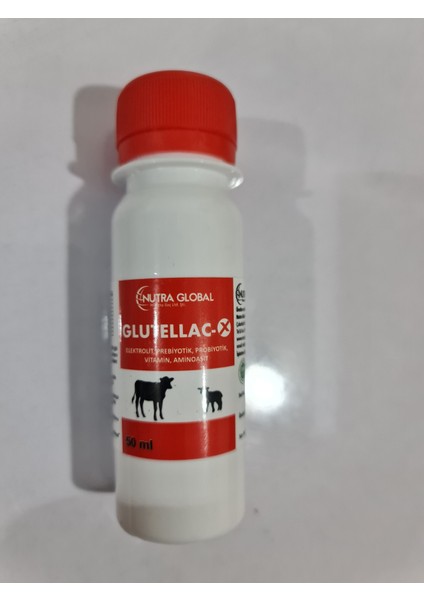 NUTRA GLOBAL
GLUTELLAC-X
ELEKTROLİT, PREBİYOTİK, PROBİYOTİK,
VİTAMİN, AMİNOASİT
50 ml